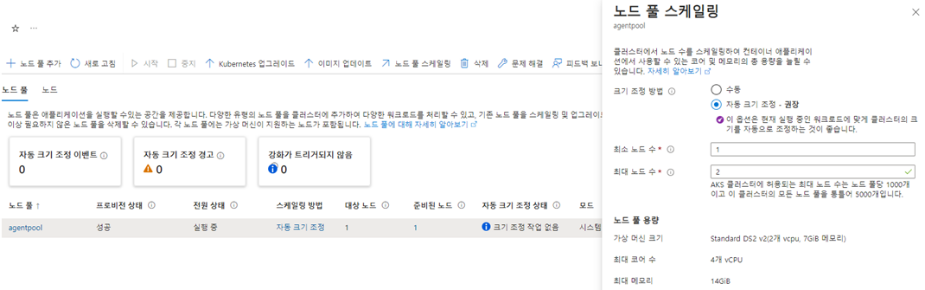 노드 풀 스케일링
agentpool
+ 노드 풀 추가 새로 고침 시작 중지 Kubernetes 업그레이드 이미지 업데이트 노드 풀 스케일링 삭제 문제 해결 피드백 보나
노드 풀 노드
노드 풀은 애플리케이션을 실행할 수있는 공간을 제공합니다. 다양한 유형의 노드 풀을 클러스터에 추가하여 다양한 워크로드를 처리할 수 있고, 기존 노드 풀을 스케일링 및 업그레이드
이상 필요하지 않은 노드 풀을 삭제할 수 있습니다. 각 노드 풀에는 가상 머신이 지원하는 노드가 포함됩니다. 노드 풀에 대해 자세히 알아보기
자동 크기 조정 이벤트
0
자동 크기 조정 경고
0
강화가 트리거되지 않음
0
노드 풀 ↑ 프로비전 상태 전원 상태 스케일링 방법 대상 노드 준비된 노드 자동 크기 조정 상태 모드
agentpool 성공 실행 중 자동 크기 조정 1 1 크기 조정 작업 없음 시스템
클러스터에서 노드 수를 스케일링하여 컨테이너 애플리케이
션에서 사용할 수 있는 코어 및 메모리의 총 용량을 늘릴 수
있습니다. 자세히 알아보기
크기 조정 방법 수동
자동 크기 조정 - 권장
이 옵션은 현재 실행 중인 워크로드에 맞게 클러스터의 크
기를 자동으로 조정하는 것이 좋습니다.
최소 노드 수 * 1
최대 노드 수 * 2
AKS 클러스터에 허용되는 최대 노드 수는 노드 풀당 1000개
이고 이 클러스터의 모든 노드 풀을 통틀어 5000개입니다.
노드 풀 용량
가상 머신 크기 Standard DS2 v2(2개 vcpu, 7GiB 메모리)
최대 코어 수 4개 vCPU
최대 메모리 14GiB